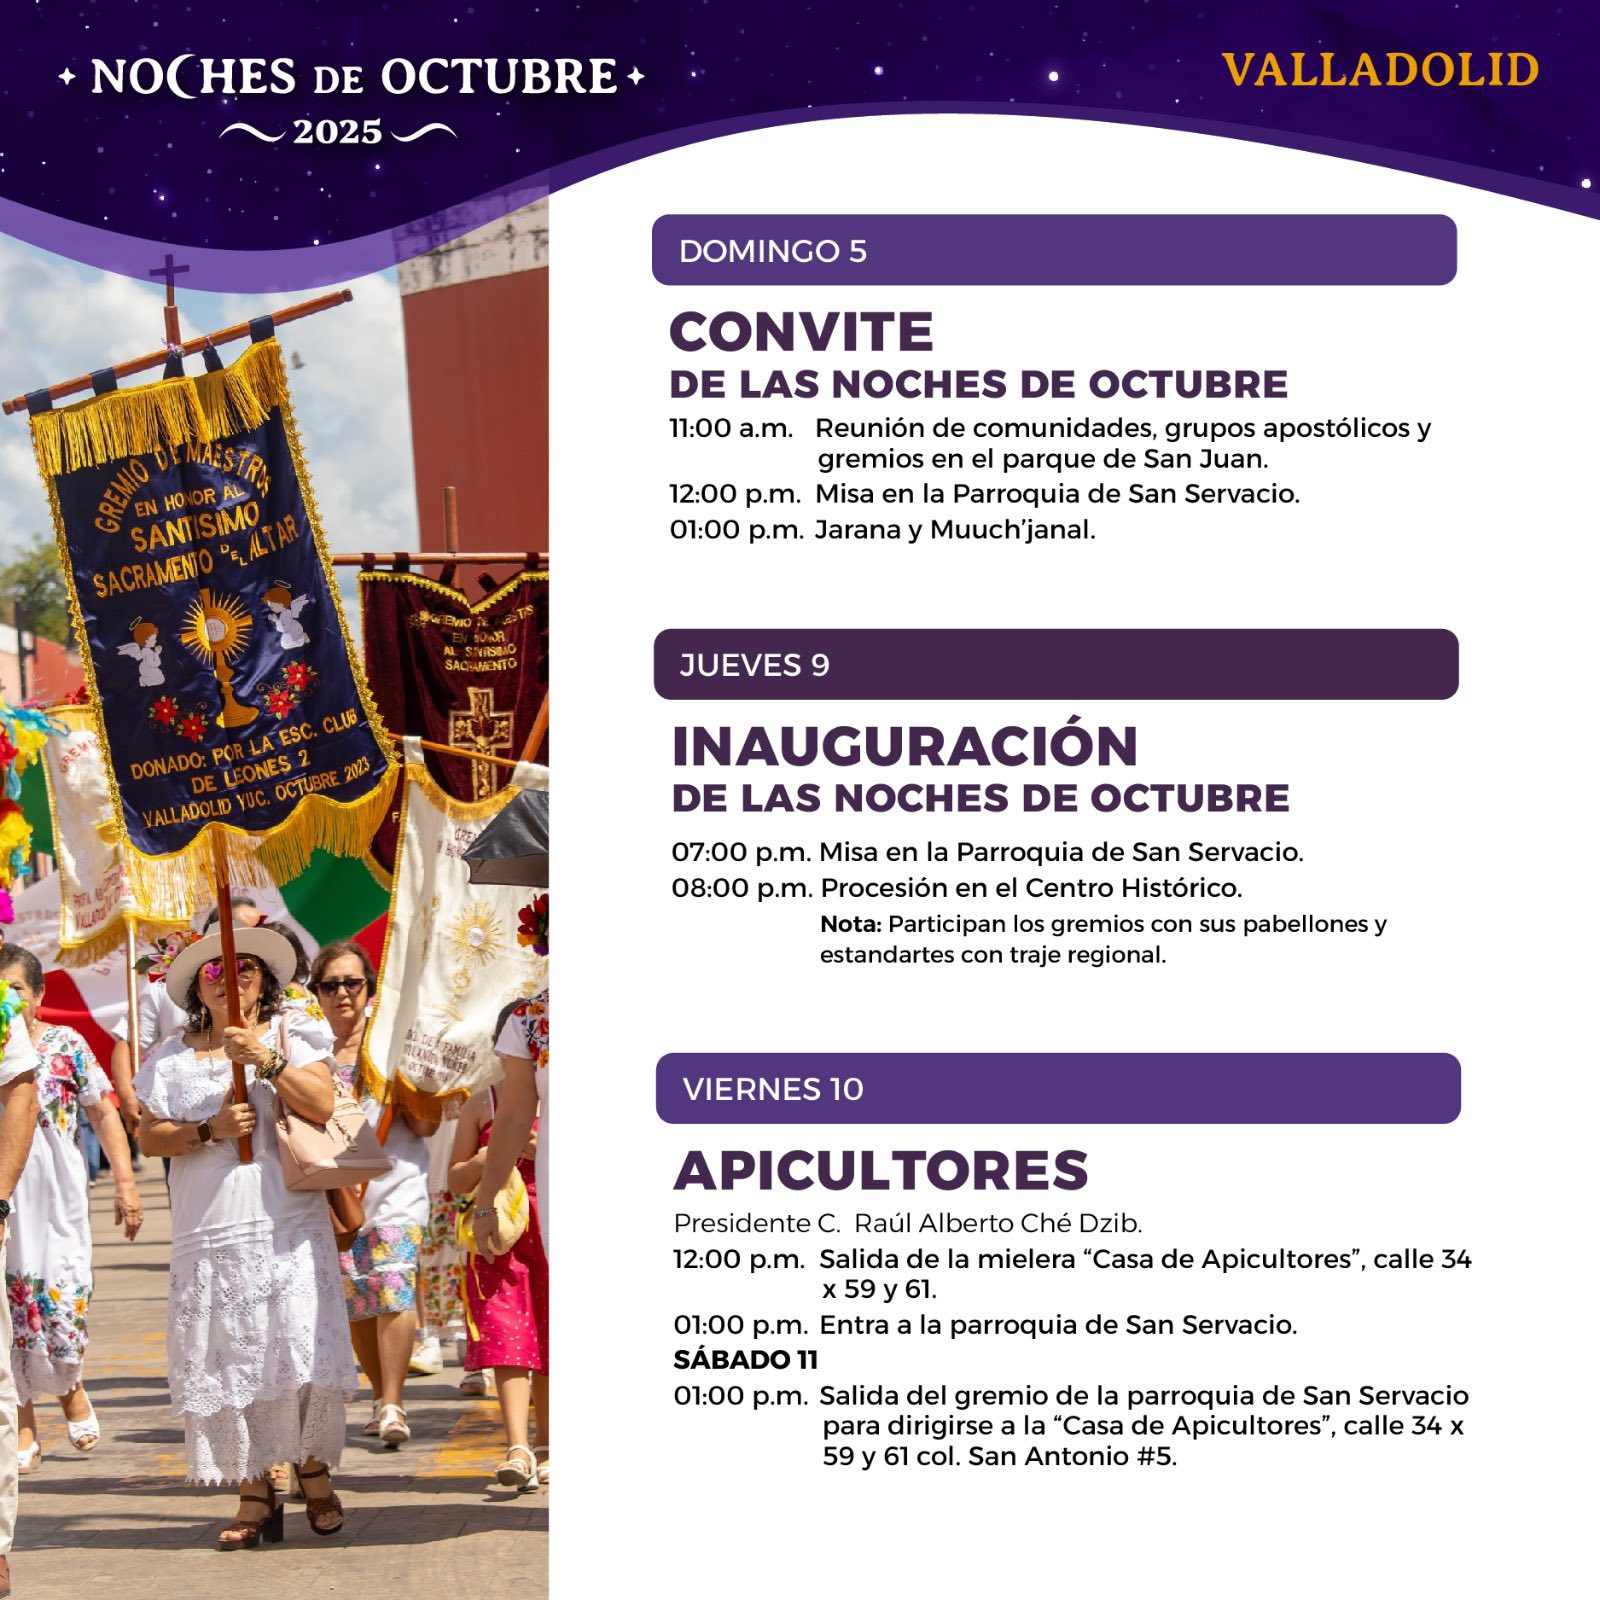 NOCHES DE OCTUBRE
2025
VALLADOLID
DOMINGO 5
CONVITE
DE LAS NOCHES DE OCTUBRE
11:00 a.m. Reunión de comunidades, grupos apostólicos y
gremios en el parque de San Juan.
12:00 p.m. Misa en la Parroquia de San Servacio.
01:00 p.m. Jarana y Muuch’janal.
JUEVES 9
INAUGURACIÓN
DE LAS NOCHES DE OCTUBRE
07:00 p.m. Misa en la Parroquia de San Servacio.
08:00 p.m. Procesión en el Centro Histórico.
Nota: Participan los gremios con sus pabellones y
estandartes con traje regional.
VIERNES 10
APICULTORES
Presidente C. Raúl Alberto Ché Dzib.
12:00 p.m. Salida de la mielera “Casa de Apicultores”, calle 34
x 59 y 61.
01:00 p.m. Entra a la parroquia de San Servacio.
SÁBADO 11
01:00 p.m. Salida del gremio de la parroquia de San Servacio
para dirigirse a la “Casa de Apicultores”, calle 34 x
59 y 61 col. San Antonio #5.
GREMIO DE MAESTROS
EN HONOR AL
SANTISIMO
SACRAMENTO DEL ALTAR
DONADO: POR LA ESC. CLUB
DE LEONES 2
VALLADOLID YUC. OCTUBRE 2023
GREMIO DE
EN HONOR
AL SANTISIMO
SACRAMENTO